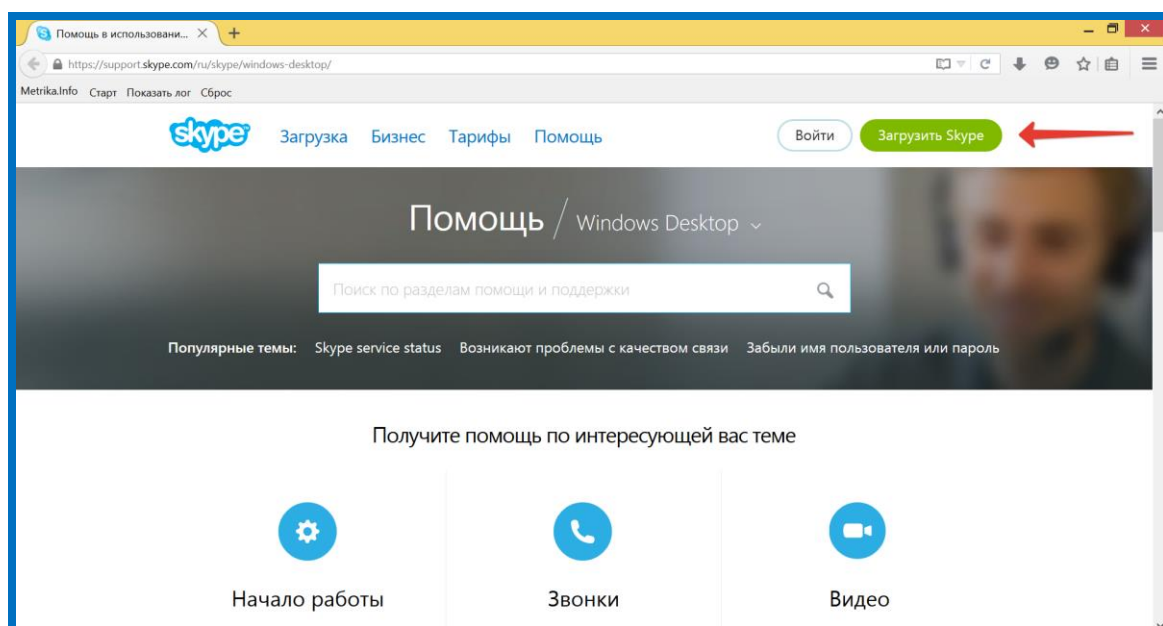 Помощь в использовани...
https://support.skype.com/ru/skype/windows-desktop/
Metrika.Info Старт Показать лог Сброс
skype Загрузка Бизнес Тарифы Помощь Войти Загрузить Skype
Помощь / Windows Desktop
Поиск по разделам помощи и поддержки
Популярные темы: Skype service status Возникают проблемы с качеством связи Забыли имя пользователя или пароль
Получите помощь по интересующей вас теме
Начало работы Звонки Видео